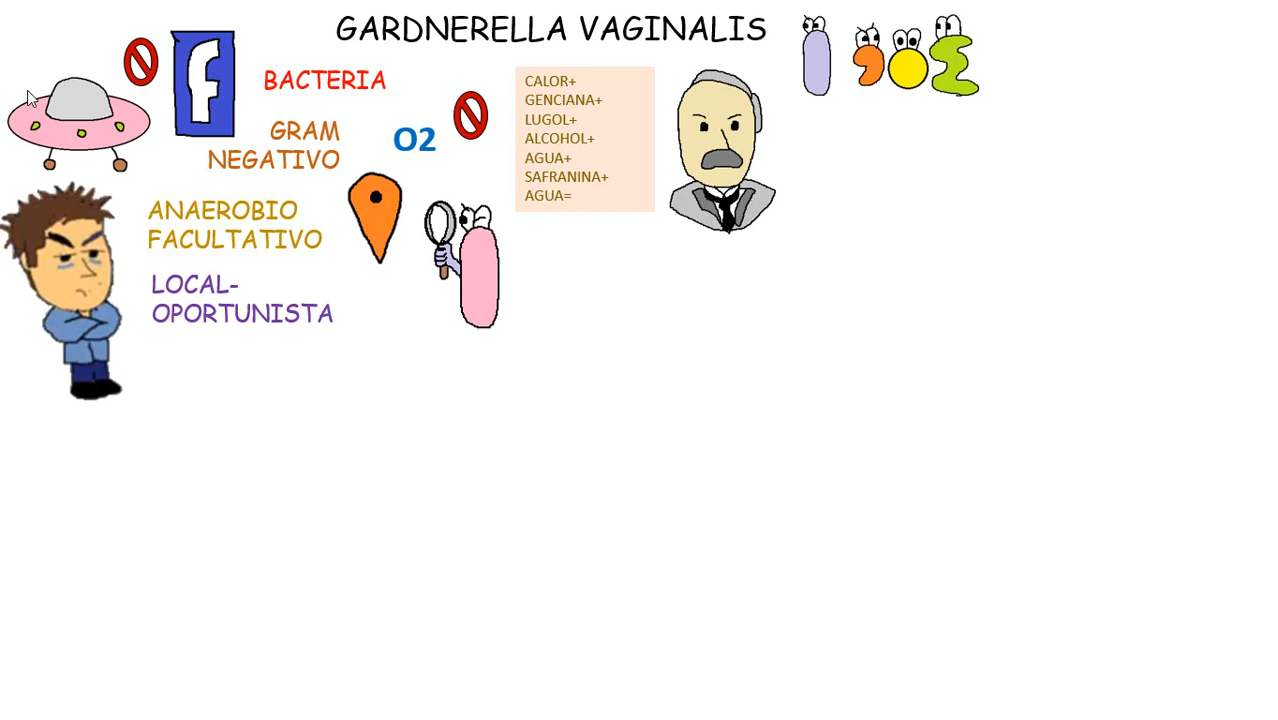 GARDNERELLA VAGINALIS
f
BACTERIA
GRAM
NEGATIVO
O2
ANAEROBIO
FACULTATIVO
LOCAL-
OPORTUNISTA
CALOR+
GENCIANA+
LUGOL+
ALCOHOL+
AGUA+
SAFRANINA+
AGUA=